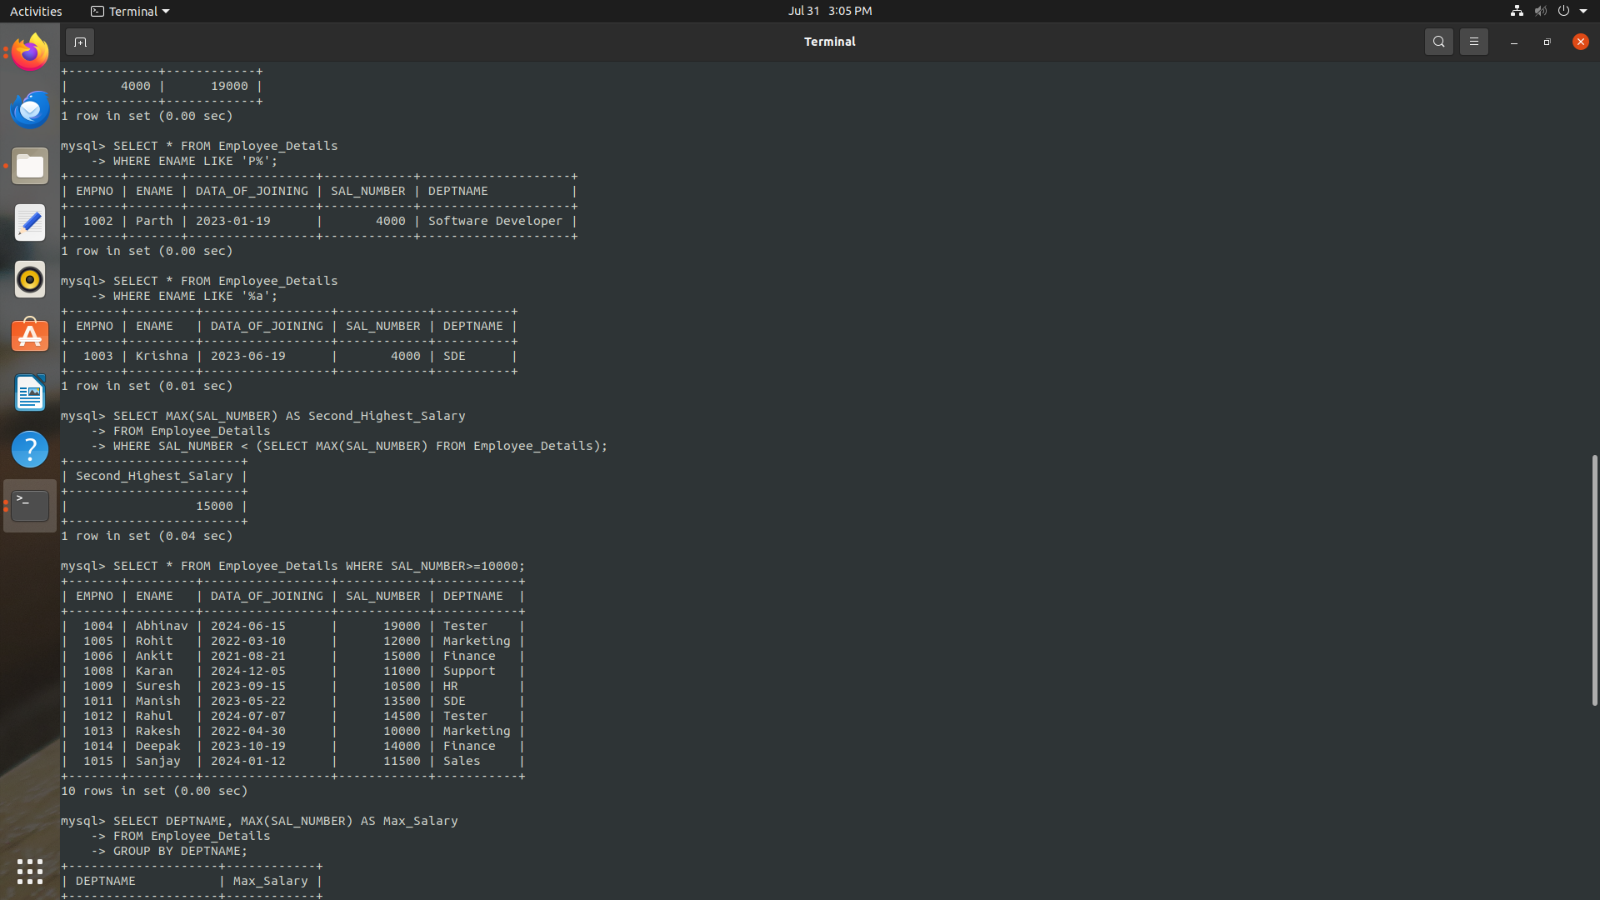 Activities
Terminal
Jul 31 3:05 PM
Terminal
+------------+------------+
|       4000 |      19000 |
+------------+------------+
1 row in set (0.00 sec)
mysql> SELECT * FROM Employee_Details
    -> WHERE ENAME LIKE 'P%';
+-------+-------+-----------------+------------+--------------------+
| EMPNO | ENAME | DATA_OF_JOINING | SAL_NUMBER | DEPTNAME           |
+-------+-------+-----------------+------------+--------------------+
|  1002 | Parth | 2023-01-19      |       4000 | Software Developer |
+-------+-------+-----------------+------------+--------------------+
1 row in set (0.00 sec)
mysql> SELECT * FROM Employee_Details
    -> WHERE ENAME LIKE '%a';
+-------+---------+-----------------+------------+----------+
| EMPNO | ENAME   | DATA_OF_JOINING | SAL_NUMBER | DEPTNAME |
+-------+---------+-----------------+------------+----------+
|  1003 | Krishna | 2023-06-19      |       4000 | SDE      |
+-------+---------+-----------------+------------+----------+
1 row in set (0.01 sec)
mysql> SELECT MAX(SAL_NUMBER) AS Second_Highest_Salary
    -> FROM Employee_Details
    -> WHERE SAL_NUMBER < (SELECT MAX(SAL_NUMBER) FROM Employee_Details);
+-----------------------+
| Second_Highest_Salary |
+-----------------------+
|                 15000 |
+-----------------------+
1 row in set (0.04 sec)
mysql> SELECT * FROM Employee_Details WHERE SAL_NUMBER>=10000;
+-------+---------+-----------------+------------+-----------+
| EMPNO | ENAME   | DATA_OF_JOINING | SAL_NUMBER | DEPTNAME  |
+-------+---------+-----------------+------------+-----------+
|  1004 | Abhinav | 2024-06-15      |      19000 | Tester    |
|  1005 | Rohit   | 2022-03-10      |      12000 | Marketing |
|  1006 | Ankit   | 2021-08-21      |      15000 | Finance   |
|  1008 | Karan   | 2024-12-05      |      11000 | Support   |
|  1009 | Suresh  | 2023-09-15      |      10500 | HR        |
|  1011 | Manish  | 2023-05-22      |      13500 | SDE       |
|  1012 | Rahul   | 2024-07-07      |      14500 | Tester    |
|  1013 | Rakesh  | 2022-04-30      |      10000 | Marketing |
|  1014 | Deepak  | 2023-10-19      |      14000 | Finance   |
|  1015 | Sanjay  | 2024-01-12      |      11500 | Sales     |
+-------+---------+-----------------+------------+-----------+
10 rows in set (0.00 sec)
mysql> SELECT DEPTNAME, MAX(SAL_NUMBER) AS Max_Salary
    -> FROM Employee_Details
    -> GROUP BY DEPTNAME;
+--------------------+------------+
| DEPTNAME           | Max_Salary |
+--------------------+------------+